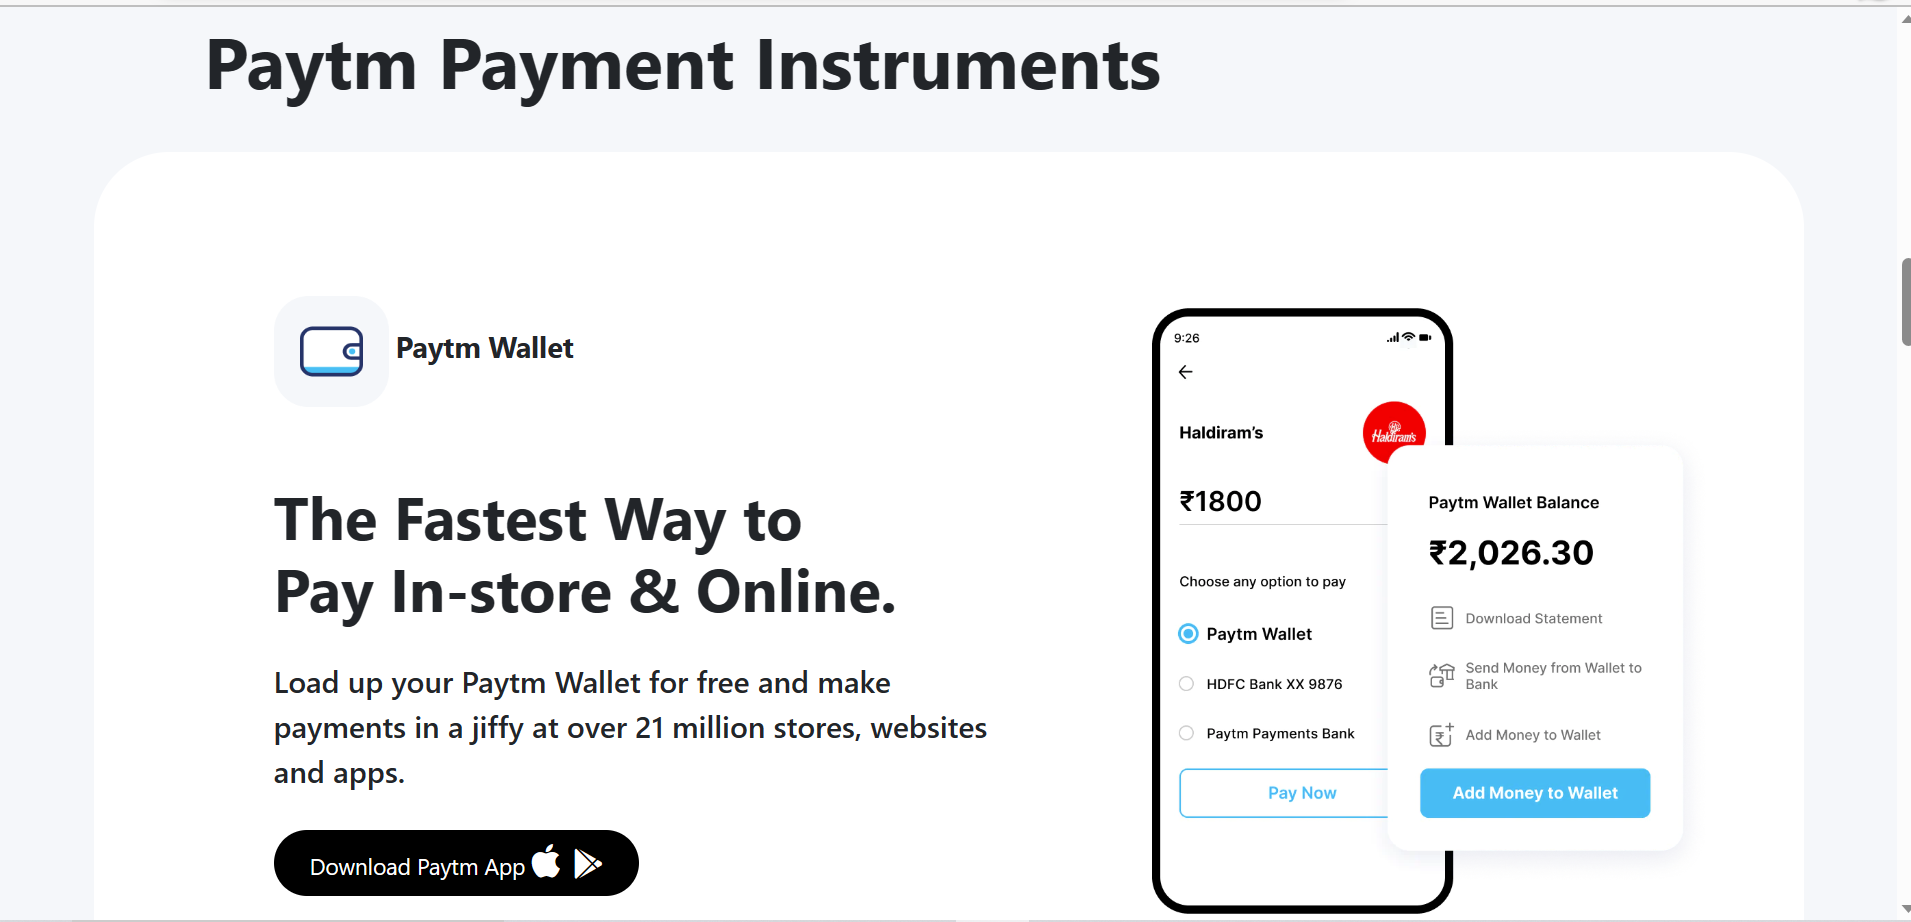 Paytm Payment Instruments
Paytm Wallet
The Fastest Way to
Pay In-store & Online.
Load up your Paytm Wallet for free and make
payments in a jiffy at over 21 million stores, websites
and apps.
Download Paytm App
9:26
Haldiram's
Haldiram's
₹1800
Choose any option to pay
Paytm Wallet
HDFC Bank XX 9876
Paytm Payments Bank
Pay Now
Paytm Wallet Balance
₹2,026.30
Download Statement
Send Money from Wallet to
Bank
Add Money to Wallet
Add Money to Wallet